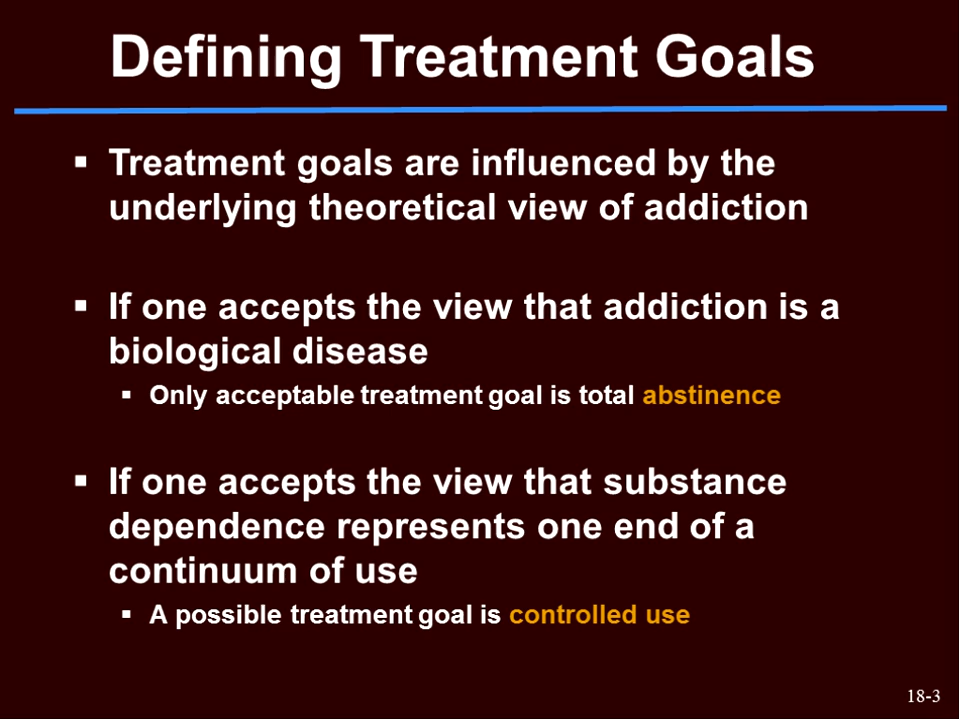 Defining Treatment Goals
▪ Treatment goals are influenced by the
underlying theoretical view of addiction
▪ If one accepts the view that addiction is a
biological disease
▪ Only acceptable treatment goal is total abstinence
▪ If one accepts the view that substance
dependence represents one end of a
continuum of use
▪ A possible treatment goal is controlled use
18-3